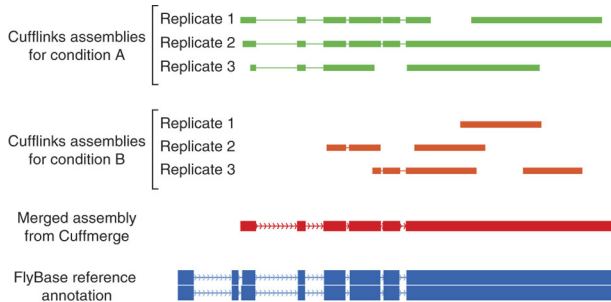 Cufflinks assemblies
for condition A
Replicate 1
Replicate 2
Replicate 3
Cufflinks assemblies
for condition B
Replicate 1
Replicate 2
Replicate 3
Merged assembly
from Cuffmerge
FlyBase reference
annotation